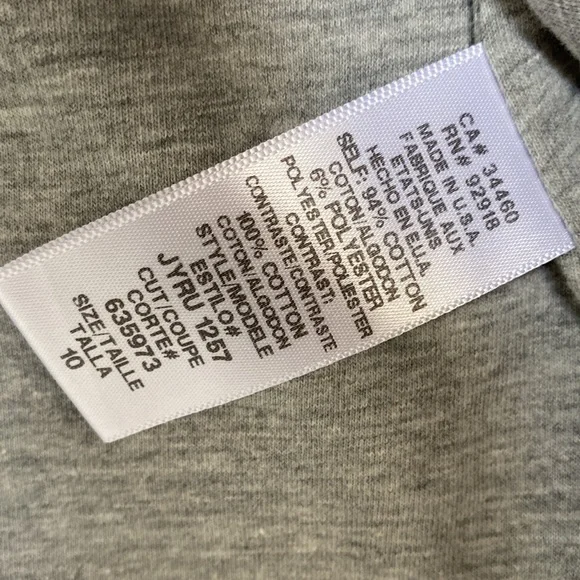 CA# 34460
RN# 92918
MADE IN U.S.A.
FABRIQUE AUX
ETATS-UNIS
HECHO EN E.U.A.
SELF: 94% COTTON
COTON/ALGODON
6% POLYESTER
POLYESTER/POLIESTER
CONTRAST:
CONTRASTE/CONTRASTE
100% COTTON
COTON/ALGODON
STYLE/MODELE
ESTILO#
JYRU 1257
CUT/COUPE
CORTE#
635973
SIZE/TAILLE
TALLA
10